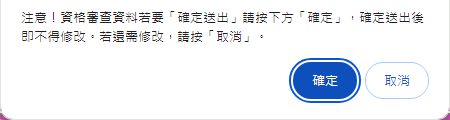 注意！資格審查資料若要「確定送出」請按下方「確定」，確定送出後
即不得修改。若還需修改，請按「取消」。
確定
取消